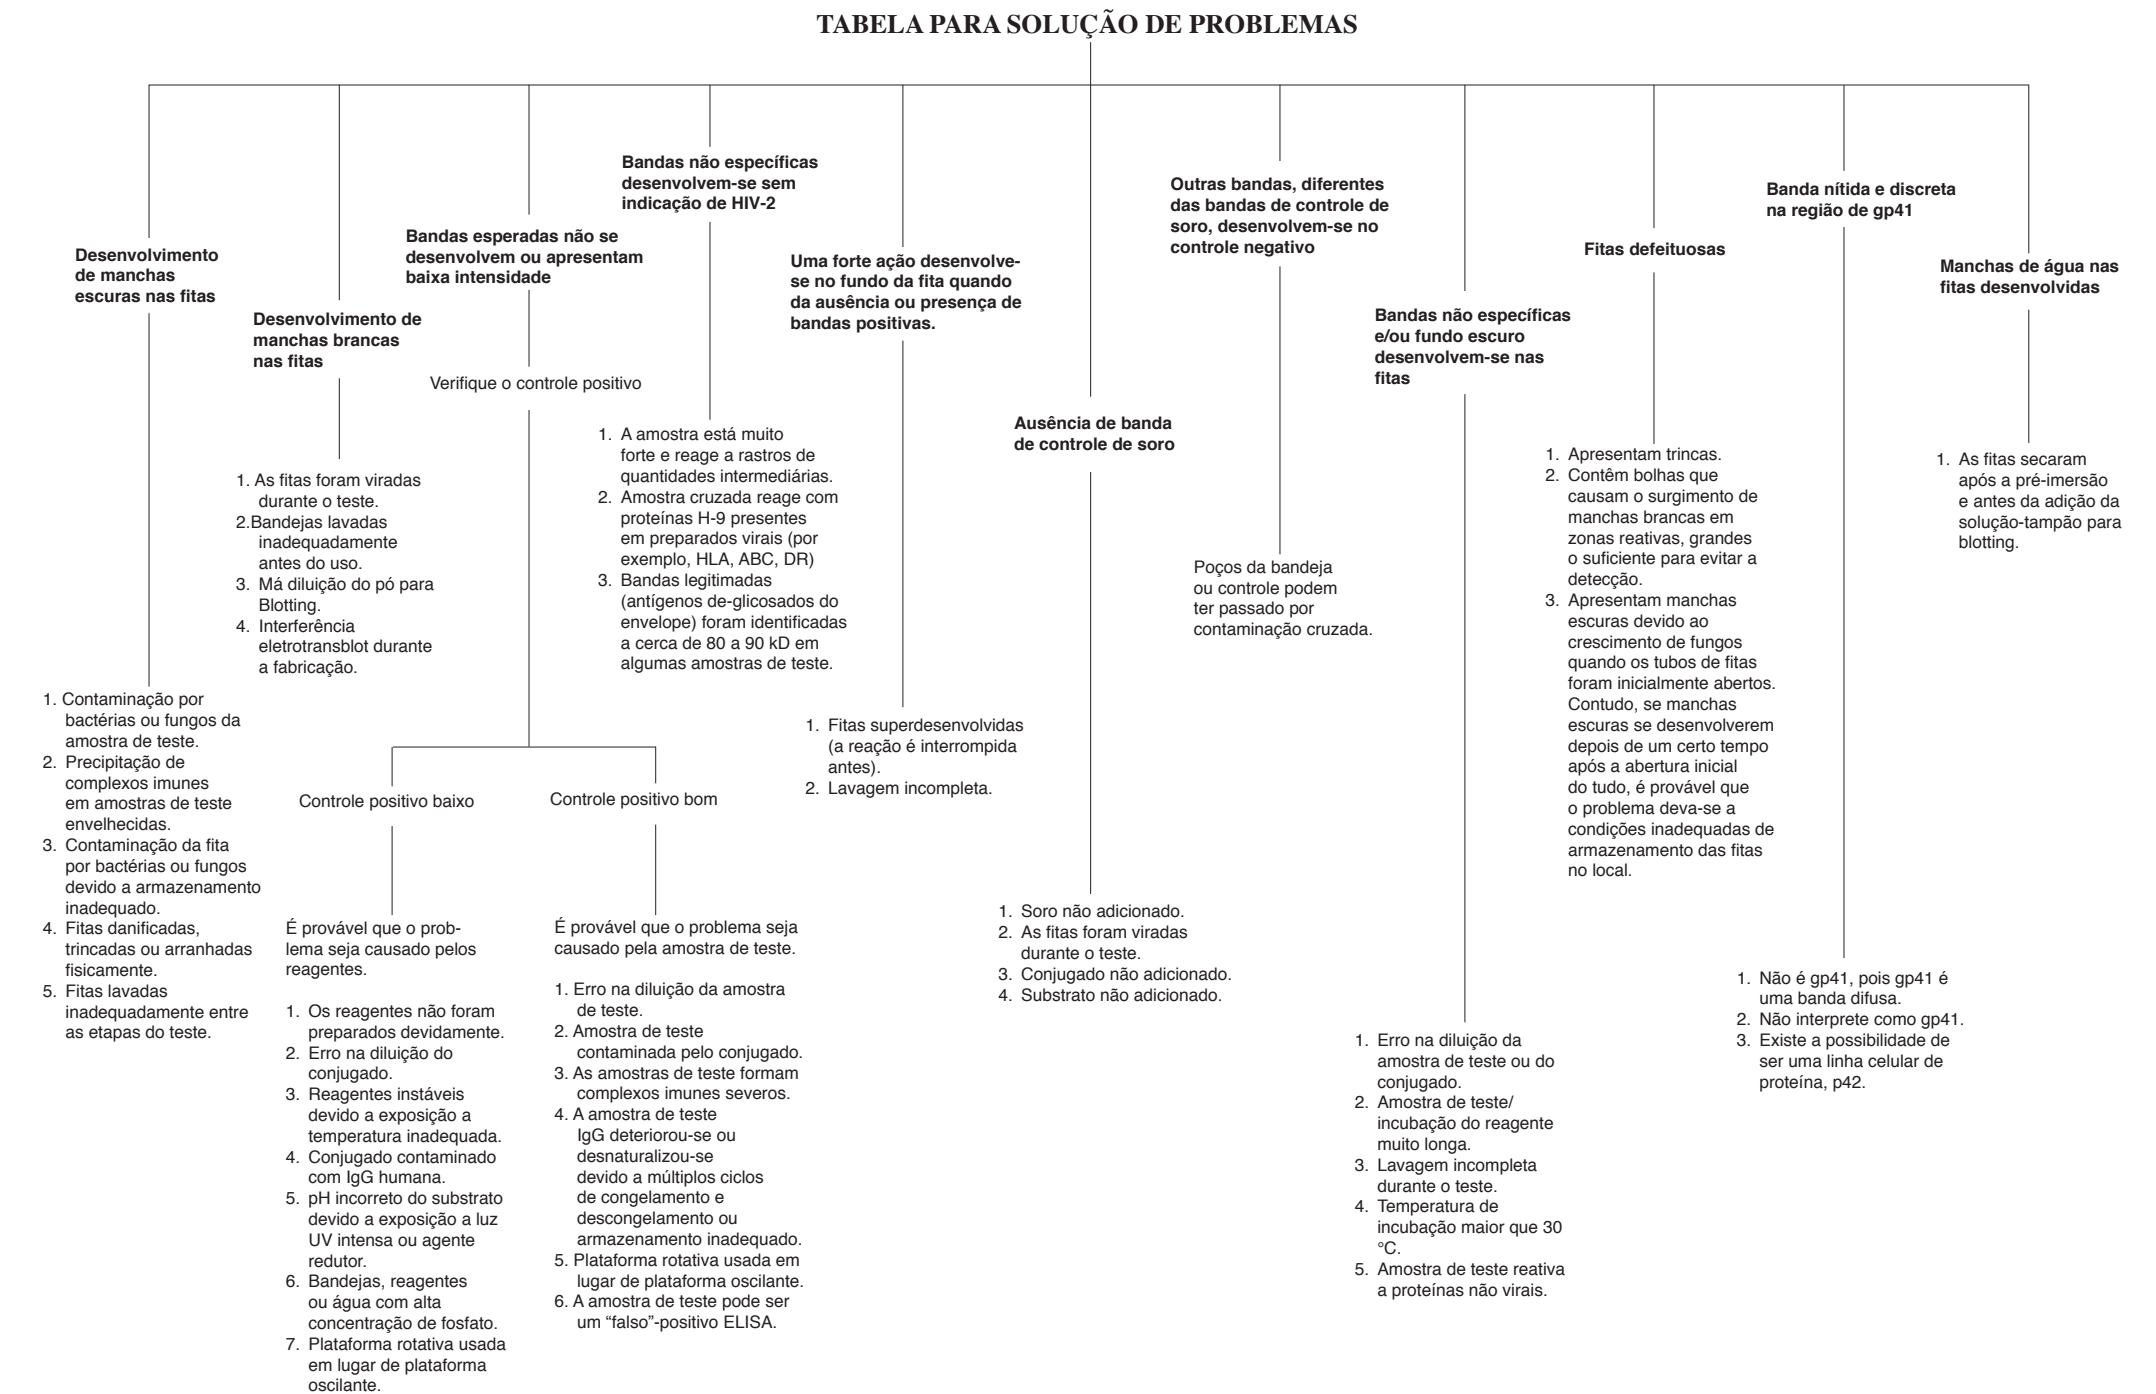 TABELA PARA SOLUÇÃO DE PROBLEMAS
Desenvolvimento
de manchas
escuras nas fitas
1. Contaminação por
bactérias ou fungos da
amostra de teste.
2. Precipitação de
complexos imunes
em amostras de teste
envelhecidas.
3. Contaminação da fita
por bactérias ou fungos
devido a armazenamento
inadequado.
4. Fitas danificadas,
trincadas ou arranhadas
fisicamente.
5. Fitas lavadas
inadequadamente entre
as etapas do teste.
Desenvolvimento de
manchas brancas
nas fitas
1. As fitas foram viradas
durante o teste.
2.Bandejas lavadas
inadequadamente
antes do uso.
3. Má diluição do pó para
Blotting.
4. Interferência
eletrotransblot durante
a fabricação.
Bandas esperadas não se
desenvolvem ou apresentam
baixa intensidade
Verifique o controle positivo
Controle positivo baixo
É provável que o prob-
lema seja causado pelos
reagentes.
1. Os reagentes não foram
preparados devidamente.
2. Erro na diluição do
conjugado.
3. Reagentes instáveis
devido a exposição a
temperatura inadequada.
4. Conjugado contaminado
com IgG humana.
5. pH incorreto do substrato
devido a exposição a luz
UV intensa ou agente
redutor.
6. Bandejas, reagentes
ou água com alta
concentração de fosfato.
7. Plataforma rotativa usada
em lugar de plataforma
oscilante.
Controle positivo bom
É provável que o problema seja
causado pela amostra de teste.
1. Erro na diluição da amostra
de teste.
2. Amostra de teste
contaminada pelo conjugado.
3. As amostras de teste formam
complexos imunes severos.
4. A amostra de teste
IgG deteriorou-se ou
desnaturalizou-se
devido a múltiplos ciclos
de congelamento e
descongelamento ou
armazenamento inadequado.
5. Plataforma rotativa usada em
lugar de plataforma oscilante.
6. A amostra de teste pode ser
um “falso”-positivo ELISA.
Bandas não específicas
desenvolvem-se sem
indicação de HIV-2
1. A amostra está muito
forte e reage a rastros de
quantidades intermediárias.
2. Amostra cruzada reage com
proteínas H-9 presentes
em preparados virais (por
exemplo, HLA, ABC, DR)
3. Bandas legitimadas
(antígenos de-glicosados do
envelope) foram identificadas
a cerca de 80 a 90 kD em
algumas amostras de teste.
Uma forte ação desenvolve-
se no fundo da fita quando
da ausência ou presença de
bandas positivas.
1. Fitas superdesenvolvidas
(a reação é interrompida
antes).
2. Lavagem incompleta.
Ausência de banda
de controle de soro
1. Soro não adicionado.
2. As fitas foram viradas
durante o teste.
3. Conjugado não adicionado.
4. Substrato não adicionado.
Outras bandas, diferentes
das bandas de controle de
soro, desenvolvem-se no
controle negativo
Poços da bandeja
ou controle podem
ter passado por
contaminação cruzada.
Bandas não específicas
e/ou fundo escuro
desenvolvem-se nas
fitas
1. Erro na diluição da
amostra de teste ou do
conjugado.
2. Amostra de teste/
incubação do reagente
muito longa.
3. Lavagem incompleta
durante o teste.
4. Temperatura de
incubação maior que 30
°C.
5. Amostra de teste reativa
a proteínas não virais.
Fitas defeituosas
1. Apresentam trincas.
2. Contêm bolhas que
causam o surgimento de
manchas brancas em
zonas reativas, grandes
o suficiente para evitar a
detecção.
3. Apresentam manchas
escuras devido ao
crescimento de fungos
quando os tubos de fitas
foram inicialmente abertos.
Contudo, se manchas
escuras se desenvolverem
depois de um certo tempo
após a abertura inicial
do tudo, é provável que
o problema deva-se a
condições inadequadas de
armazenamento das fitas
no local.
Banda nítida e discreta
na região de gp41
1. Não é gp41, pois gp41 é
uma banda difusa.
2. Não interprete como gp41.
3. Existe a possibilidade de
ser uma linha celular de
proteína, p42.
Manchas de água nas
fitas desenvolvidas
1. As fitas secaram
após a pré-imersão
e antes da adição da
solução-tampão para
blotting.